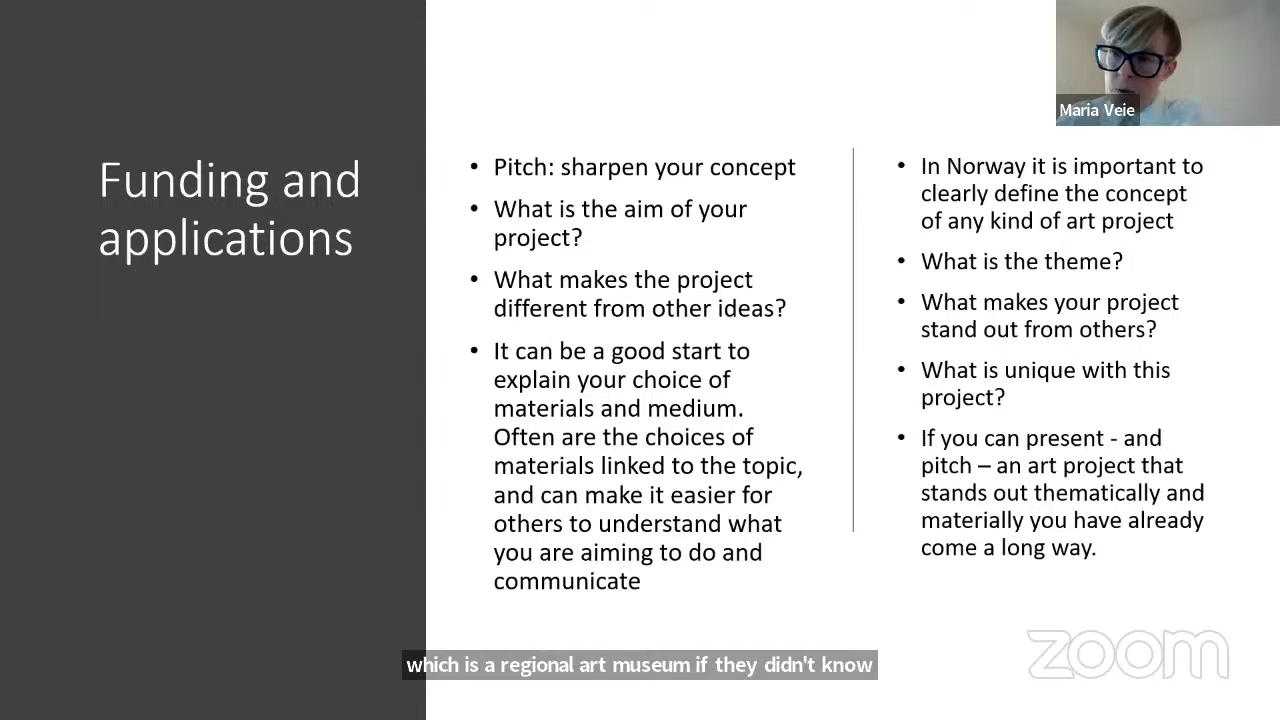 Funding and
applications
• Pitch: sharpen your concept
• What is the aim of your
project?
• What makes the project
different from other ideas?
• It can be a good start to
explain your choice of
materials and medium.
Often are the choices of
materials linked to the topic,
and can make it easier for
others to understand what
you are aiming to do and
communicate
• In Norway it is important to
clearly define the concept
of any kind of art project
• What is the theme?
• What makes your project
stand out from others?
• What is unique with this
project?
• If you can present - and
pitch – an art project that
stands out thematically and
materially you have already
come a long way.
Maria Veie
which is a regional art museum if they didn't know
zoom